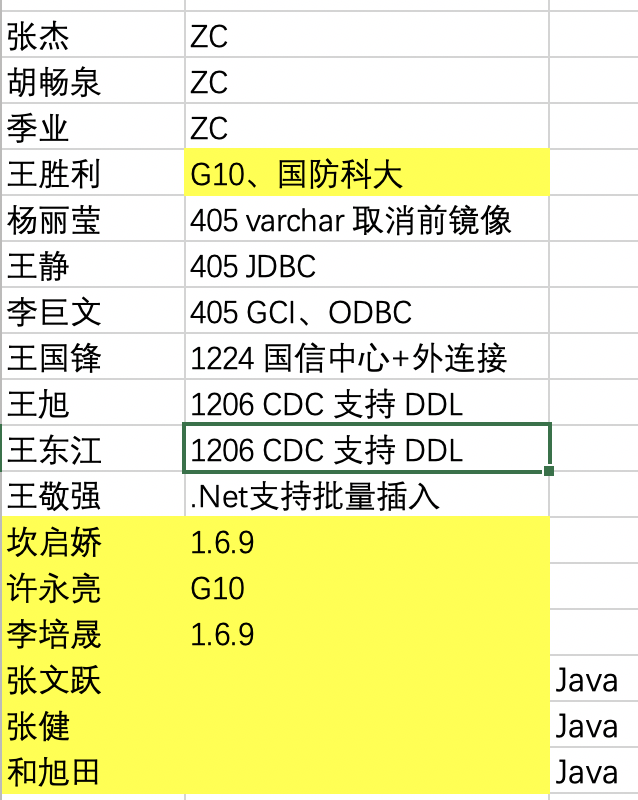 张杰 ZC
胡畅泉 ZC
季业 ZC
王胜利 G10、国防科大
杨丽莹 405 varchar 取消前镜像
王静 405 JDBC
李巨文 405 GCI、ODBC
王国锋 1224 国信中心+外连接
王旭 1206 CDC 支持 DDL
王东江 1206 CDC 支持 DDL
王敬强 .Net支持批量插入
坎启娇 1.6.9
许永亮 G10
李培晟 1.6.9
张文跃 Java
张健 Java
和旭田 Java